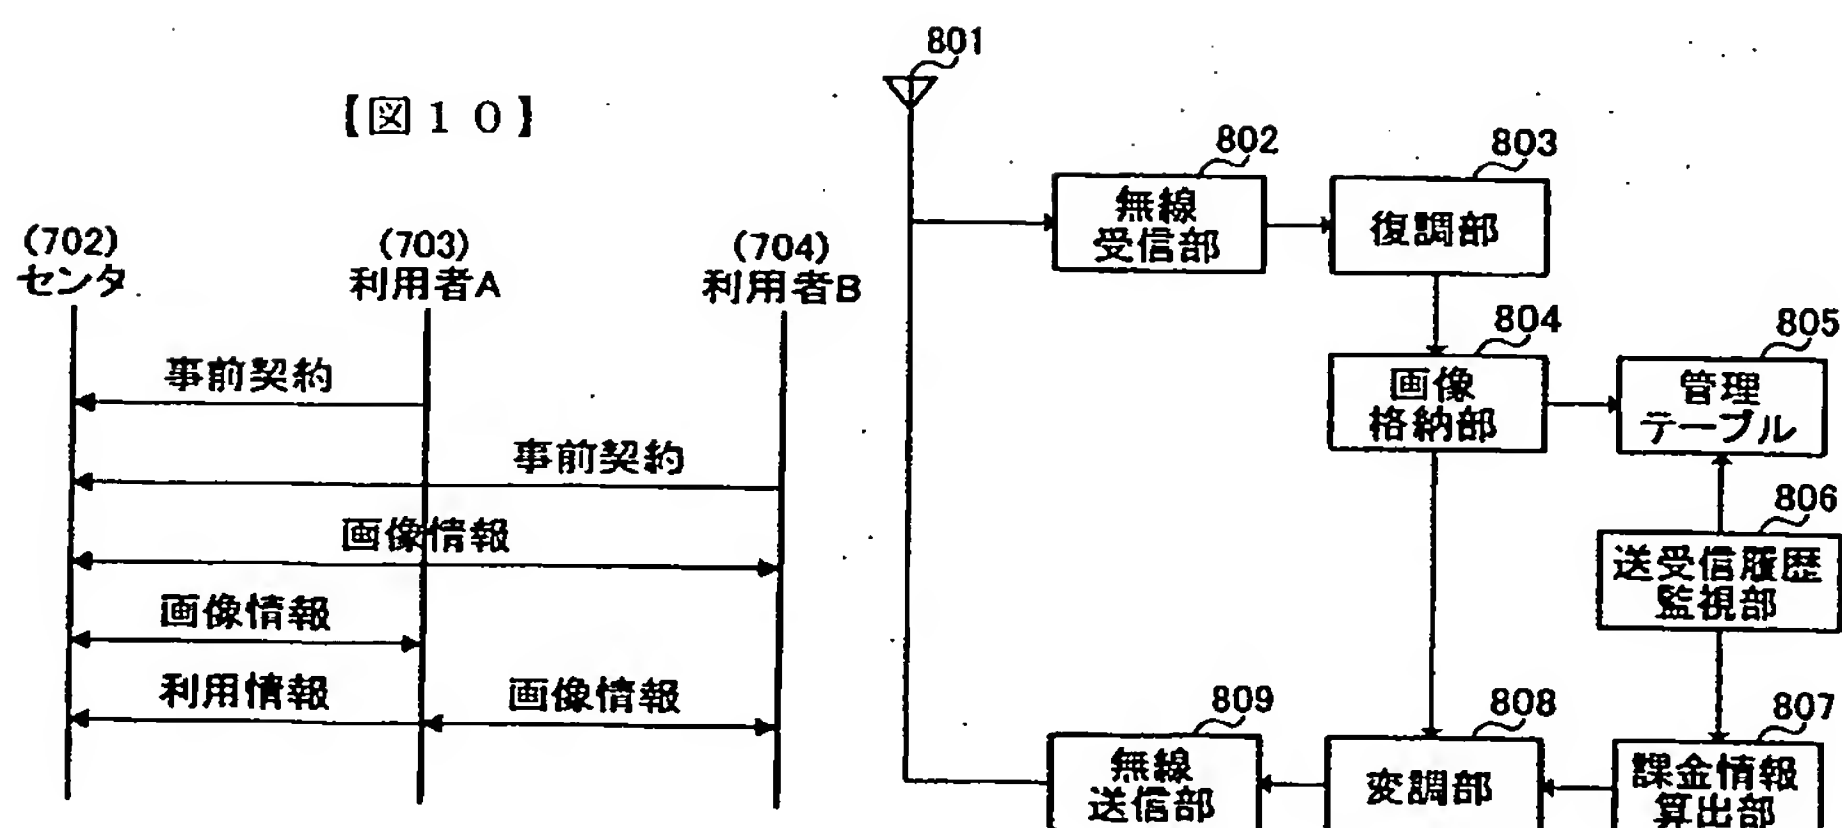 【図１０】
(702)
センタ
(703)
利用者A
(704)
利用者B
事前契約
事前契約
画像情報
画像情報
利用情報
画像情報
801
802
無線
受信部
803
復調部
804
画像
格納部
805
管理
テーブル
806
送受信履歴
監視部
807
課金情報
算出部
808
変調部
809
無線
送信部